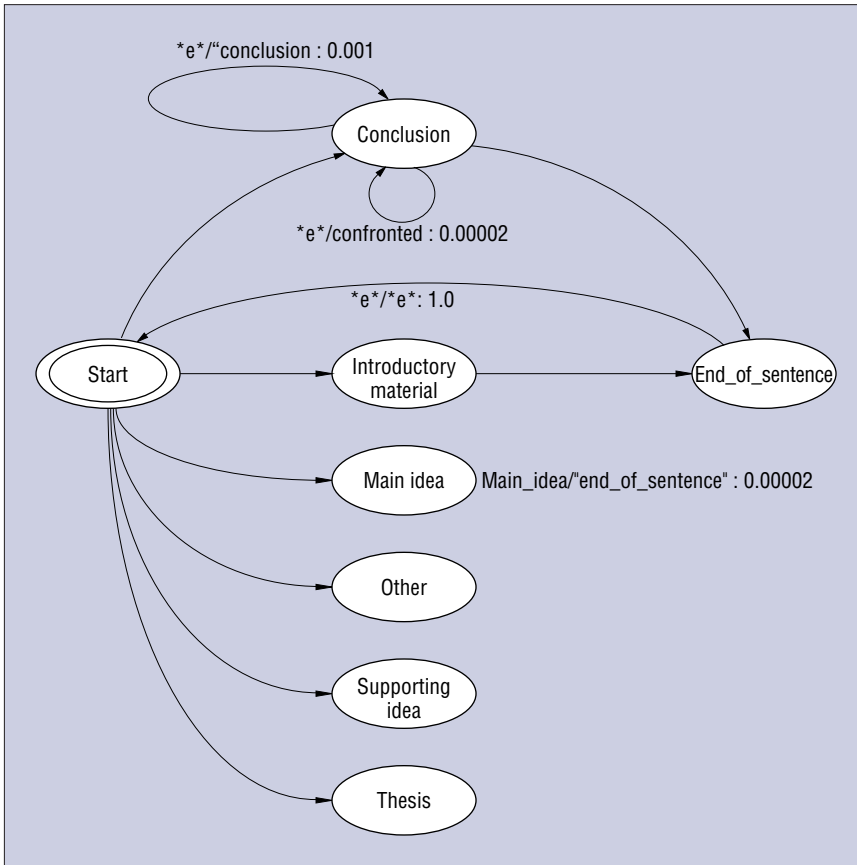 *e*/“conclusion : 0.001
Conclusion
*e*/confronted : 0.00002
*e*/*e*: 1.0
Start
Introductory
material
End_of_sentence
Main idea
Main_idea/"end_of_sentence" : 0.00002
Other
Supporting
idea
Thesis